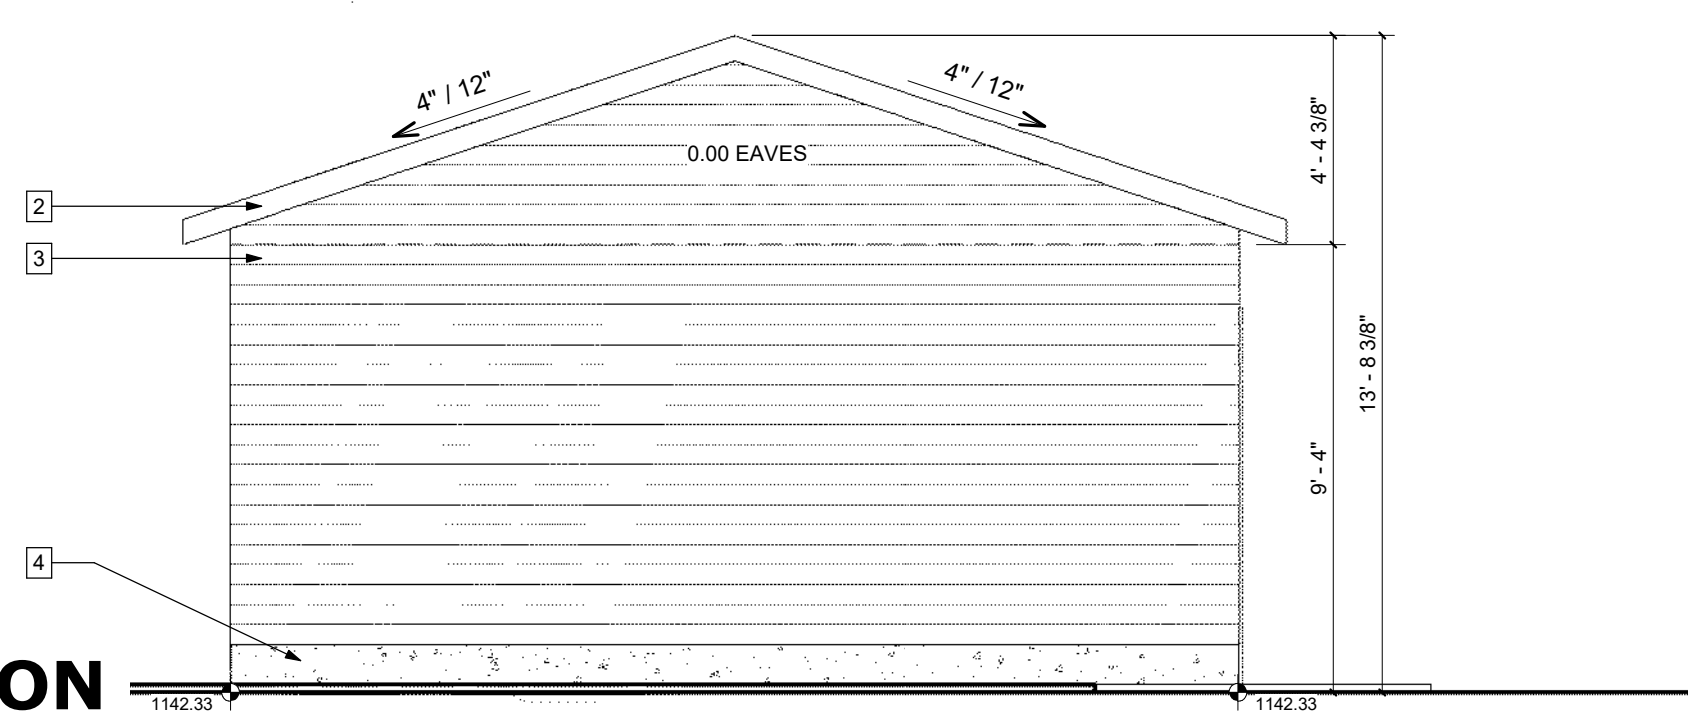 4" / 12"
4" / 12"
4' - 4 3/8"
0.00 EAVES
2
3
13' - 8 3/8"
9' - 4"
4
ON
1142.33
1142.33